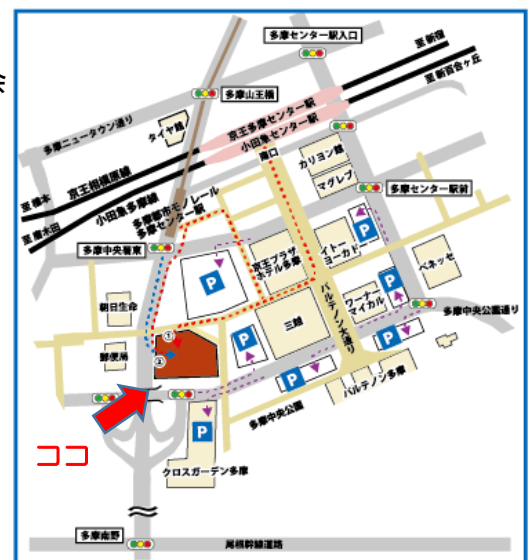 多摩センター駅入口
至新宿
至新百合ヶ丘
多摩山王橋
多摩ニュータウン通り
タイヤ館
京王多摩センター駅
小田急多摩センター駅
南口
カリヨン館
マグレブ
多摩センター駅前
至橋本
京王相模原線
至唐木田
小田急多摩線
多摩都市モノレール
多摩センター駅
多摩中央警東
P
京王プラザ
ホテル多摩
イトー
ヨーカドー
P
ベネッセ
朝日生命
パルテノン大通り
ワーナー
マイカル
多摩中央公園通り
三越
P
①
②
郵便局
P
パルテノン多摩
多摩中央公園
P
ココ
クロスガーデン多摩
多摩南野
尾根幹線道路